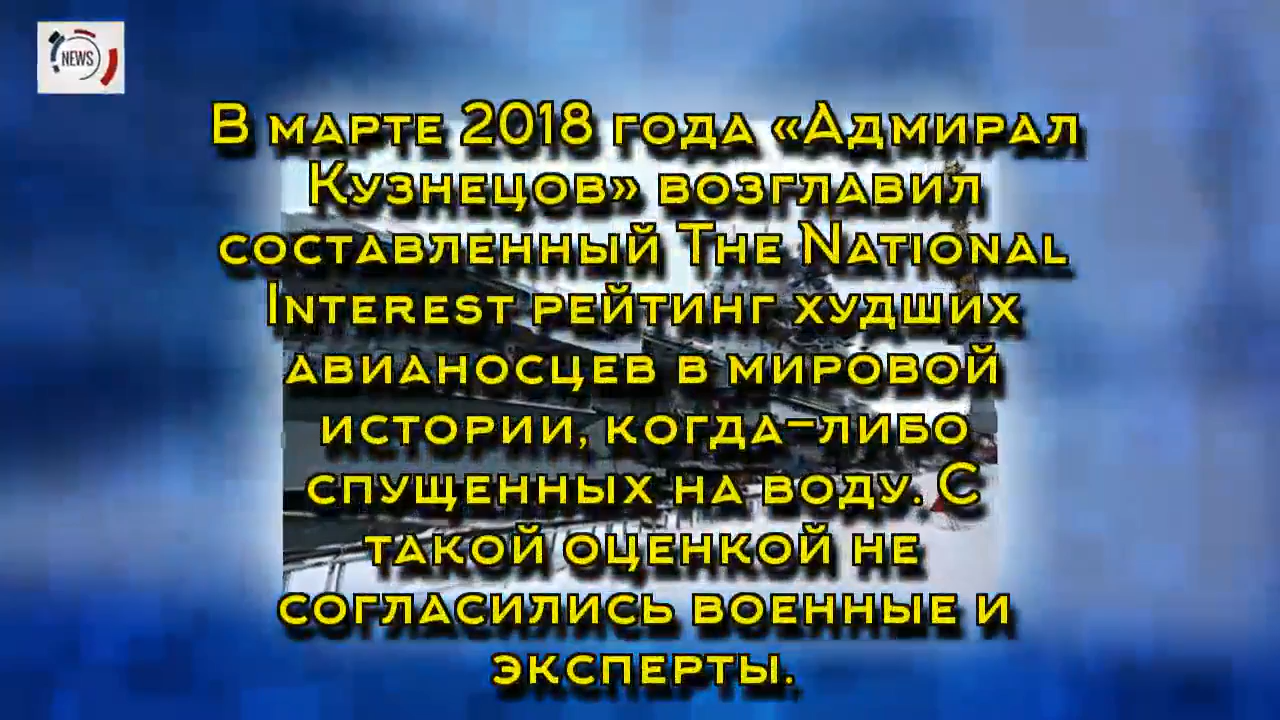 NEWS
В марте 2018 года «Адмирал
Кузнецов» возглавил
составленный The National
Interest рейтинг худших
авианосцев в мировой
истории, когда-либо
спущенных на воду. С
такой оценкой не
согласились военные и
эксперты.